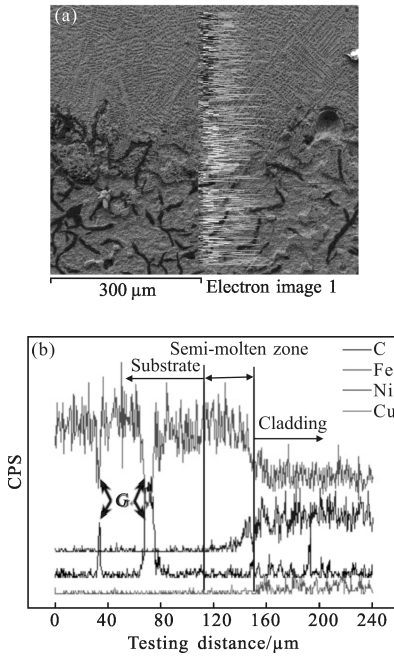 (a)
300 μm
Electron image 1
(b)
Semi-molten zone
Substrate
Cladding
C
Fe
Ni
Cu
CPS
0 40 80 120 160 200 240
Testing distance/μm